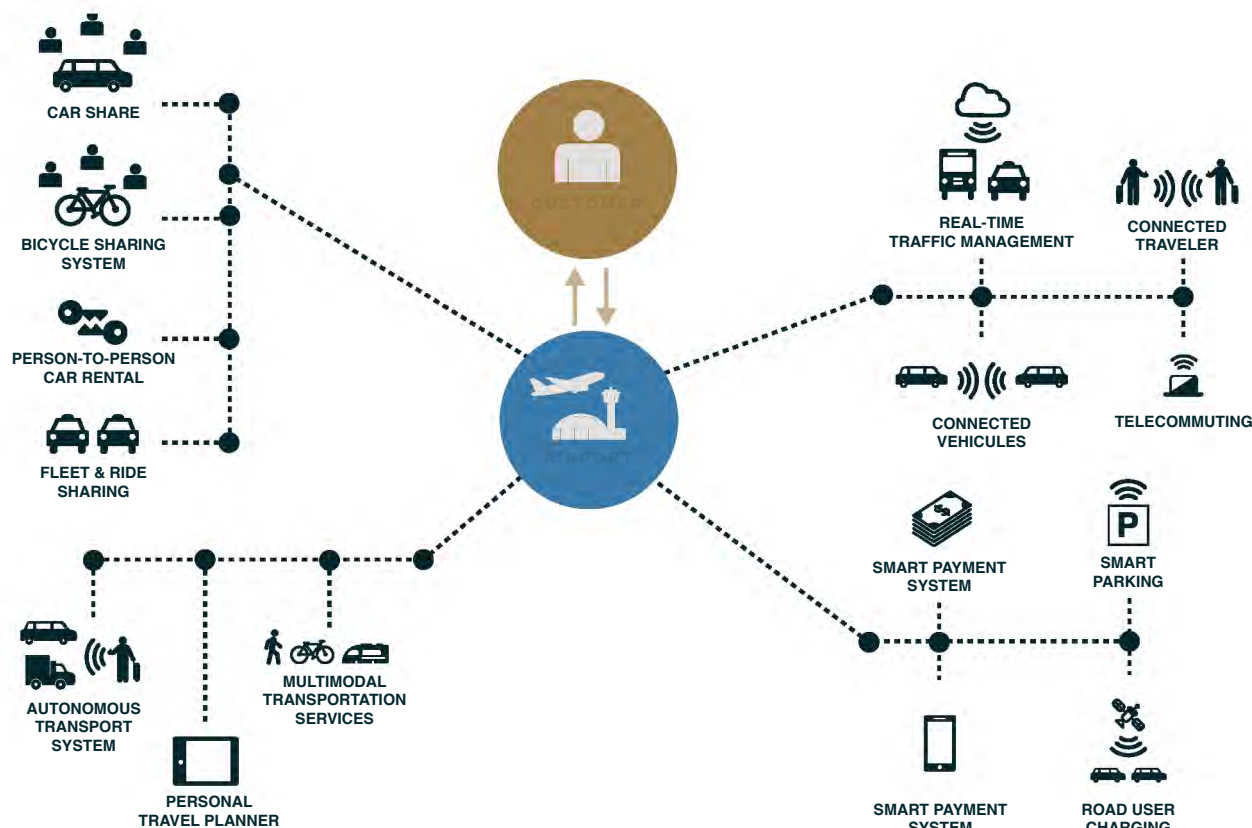 CAR SHARE
BICYCLE SHARING
SYSTEM
PERSON-TO-PERSON
CAR RENTAL
FLEET & RIDE
SHARING
CUSTOMER
AIRPORT
REAL-TIME
TRAFFIC MANAGEMENT
CONNECTED
TRAVELER
CONNECTED
VEHICULES
TELECOMMUTING
SMART PAYMENT
SYSTEM
P
SMART
PARKING
AUTONOMOUS
TRANSPORT
SYSTEM
PERSONAL
TRAVEL PLANNER
MULTIMODAL
TRANSPORTATION
SERVICES
SMART PAYMENT
SYSTEM
ROAD USER
CHARGING